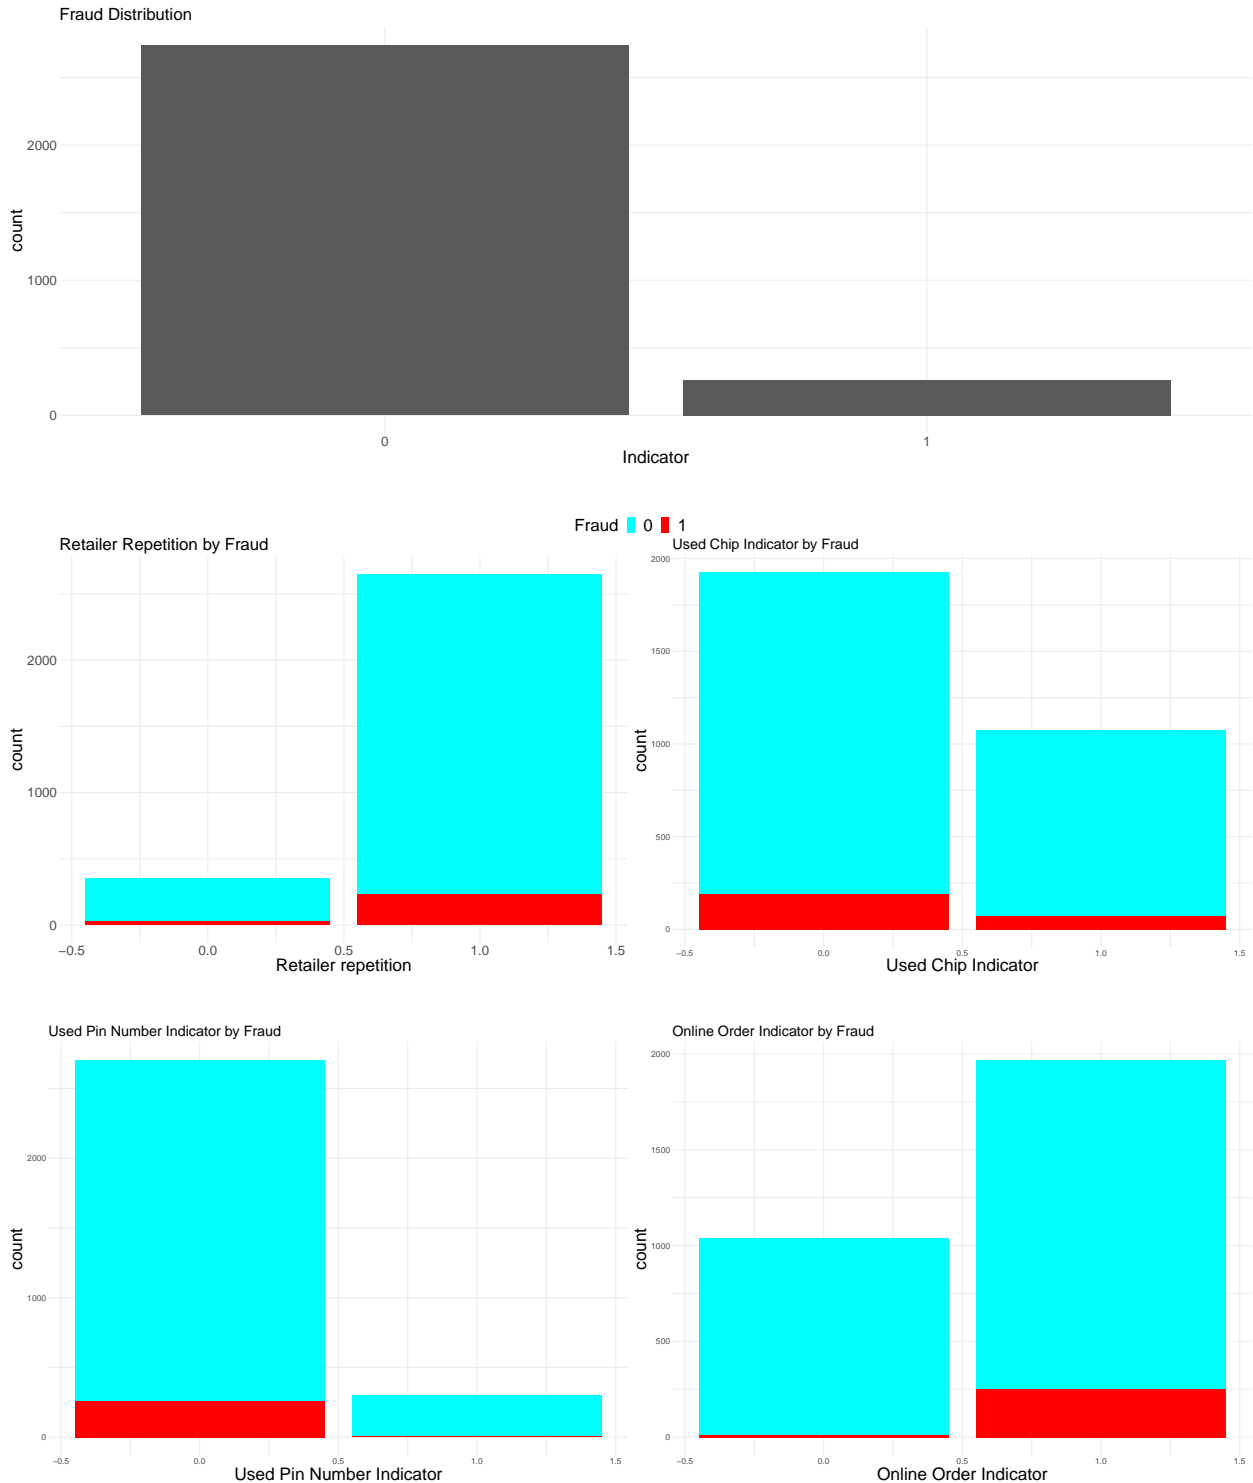 Fraud Distribution
count
2000
1000
0
0 1
Indicator
Fraud 0 1
Retailer Repetition by Fraud
count
2000
1000
0
−0.5 0.0 0.5 1.0 1.5
Retailer repetition
Used Chip Indicator by Fraud
count
2000
1500
1000
500
0
−0.5 0.0 0.5 1.0 1.5
Used Chip Indicator
Used Pin Number Indicator by Fraud
count
2000
1000
0
−0.5 0.0 0.5 1.0 1.5
Used Pin Number Indicator
Online Order Indicator by Fraud
count
2000
1500
1000
500
0
−0.5 0.0 0.5 1.0 1.5
Online Order Indicator